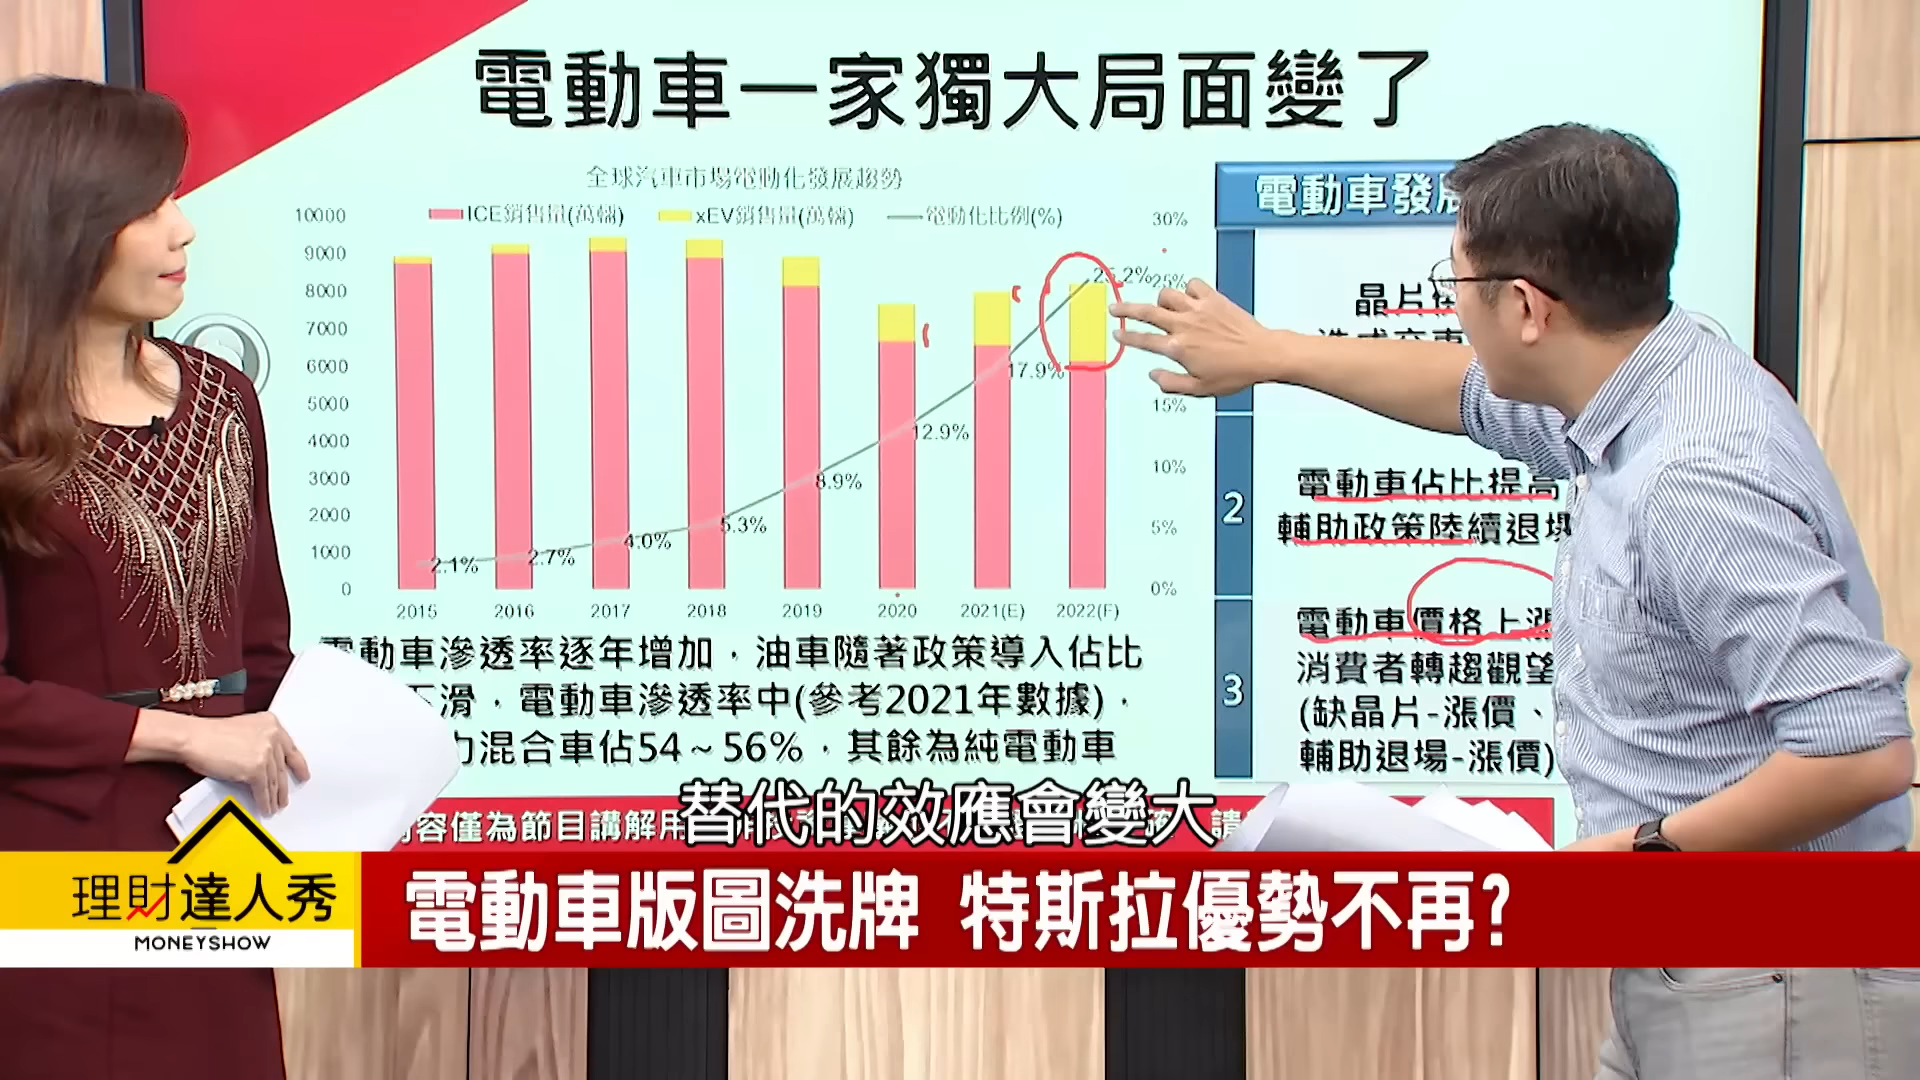 電動車一家獨大局面變了
全球汽車市場電動化發展趨勢
ICE銷售量(萬輛) xEV銷售量(萬輛) 電動化比例(%)
10000
9000
8000
7000
6000
5000
4000
3000
2000
1000
0
30%
25%
15%
10%
5%
0%
2.1%
2.7%
4.0%
5.3%
8.9%
12.9%
17.9%
25.2%
2015 2016 2017 2018 2019 2020 2021(E) 2022(F)
電動車滲透率逐年增加，油車隨著政策導入佔比
下滑，電動車滲透率中(參考2021年數據)，
力混合車佔54～56%，其餘為純電動車
電動車發展
晶片
2
電動車佔比提高
輔助政策陸續退場
3
電動車價格上漲
消費者轉趨觀望
(缺晶片-漲價、
輔助退場-漲價)
內容僅為節目講解用
請
替代的效應會變大
理財達人秀
MONEYSHOW
電動車版圖洗牌 特斯拉優勢不再?